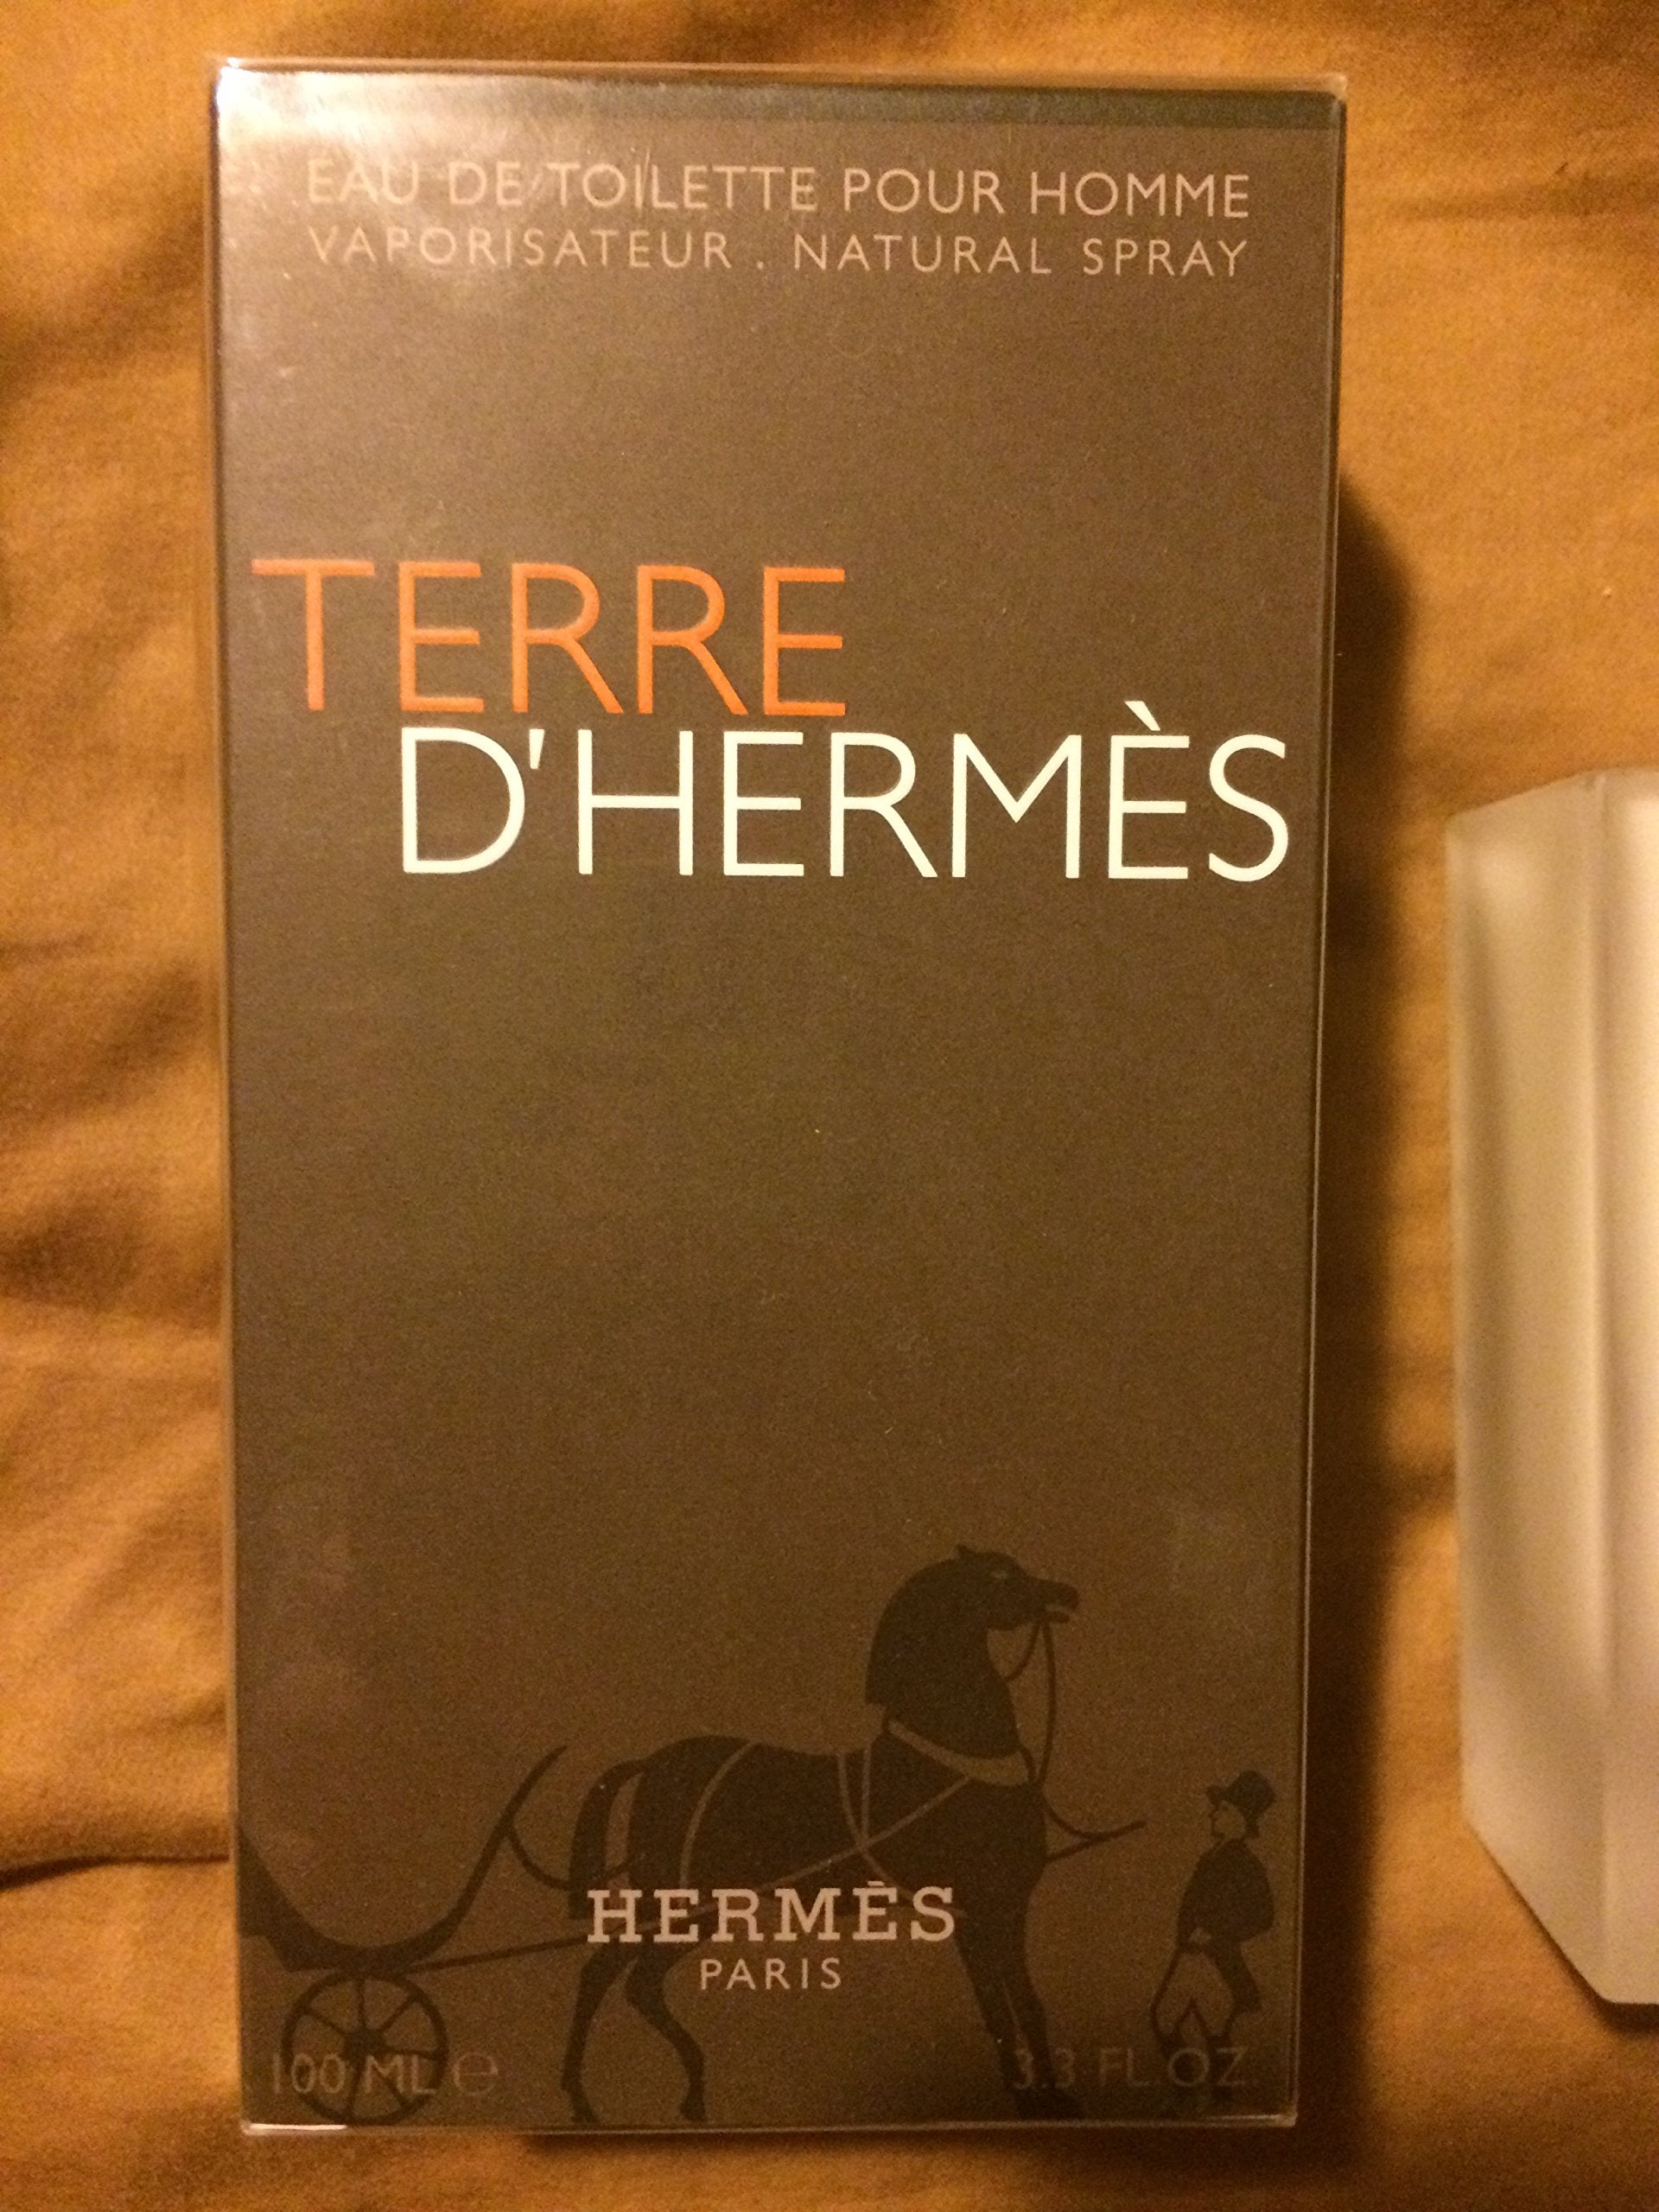 EAU DE TOILETTE POUR HOMME
VAPORISATEUR . NATURAL SPRAY
TERRE
D'HERMÈS
HERMÈS
PARIS
100 ML ℮
3.3 FL OZ.